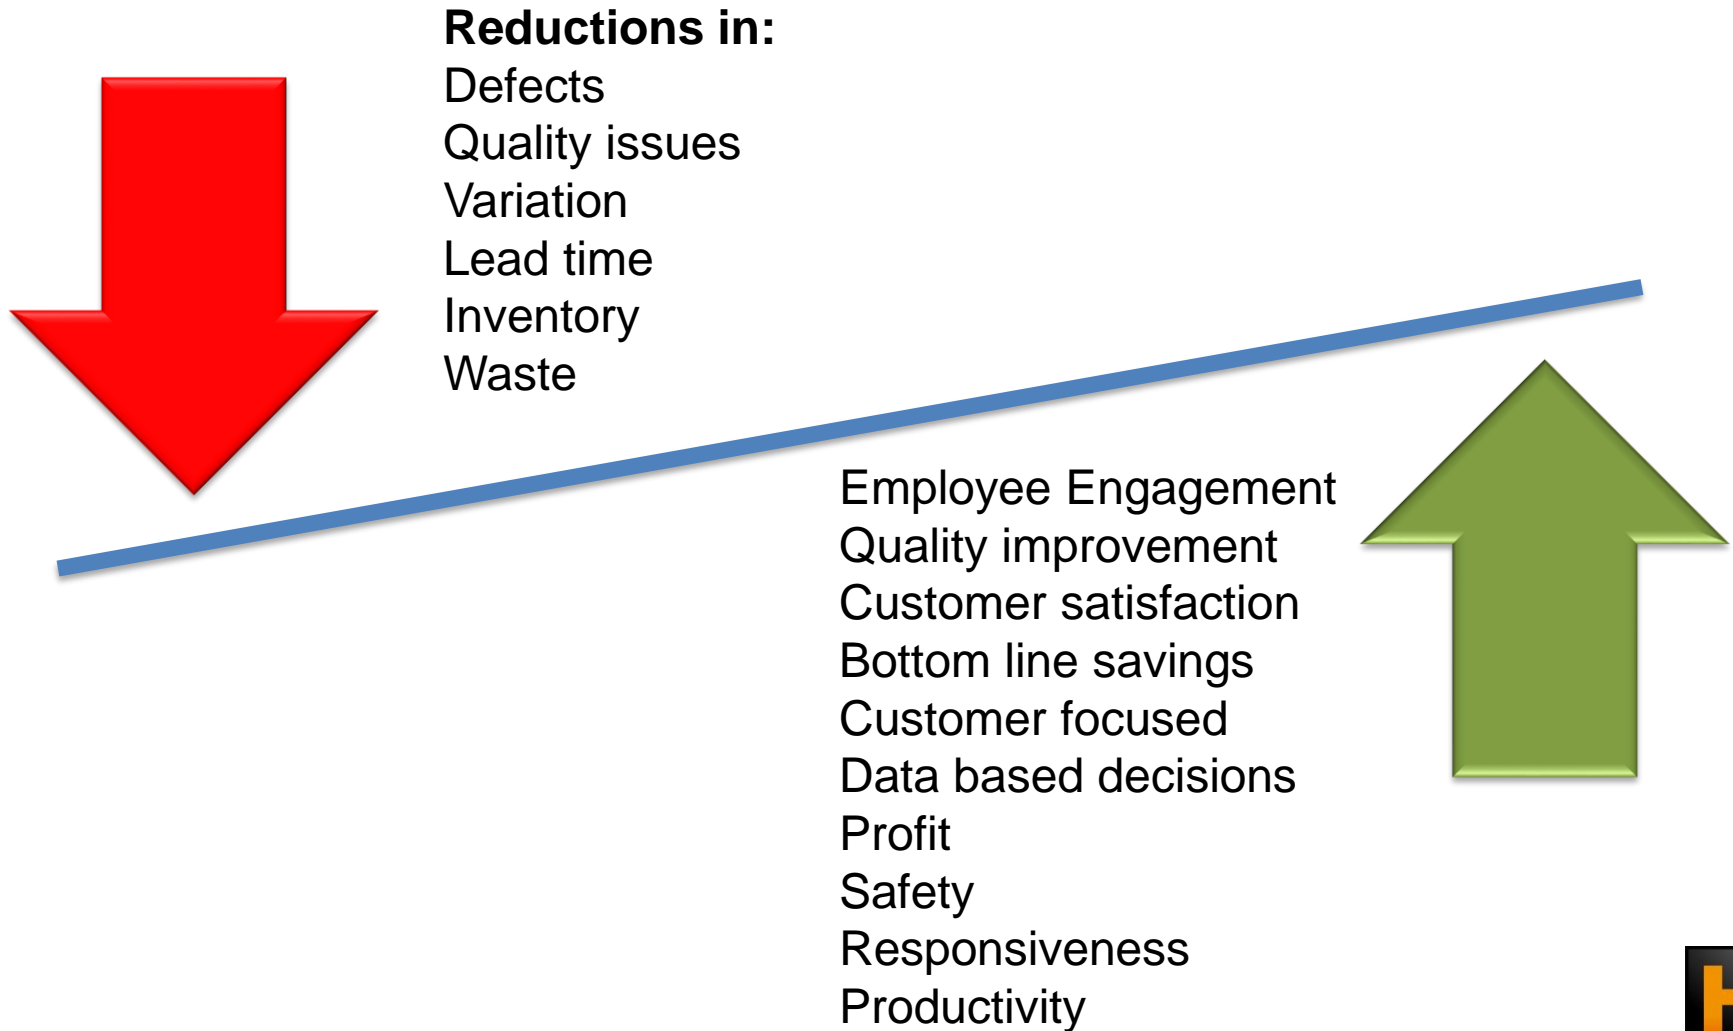 Reductions in:
Defects
Quality issues
Variation
Lead time
Inventory
Waste
Employee Engagement
Quality improvement
Customer satisfaction
Bottom line savings
Customer focused
Data based decisions
Profit
Safety
Responsiveness
Productivity